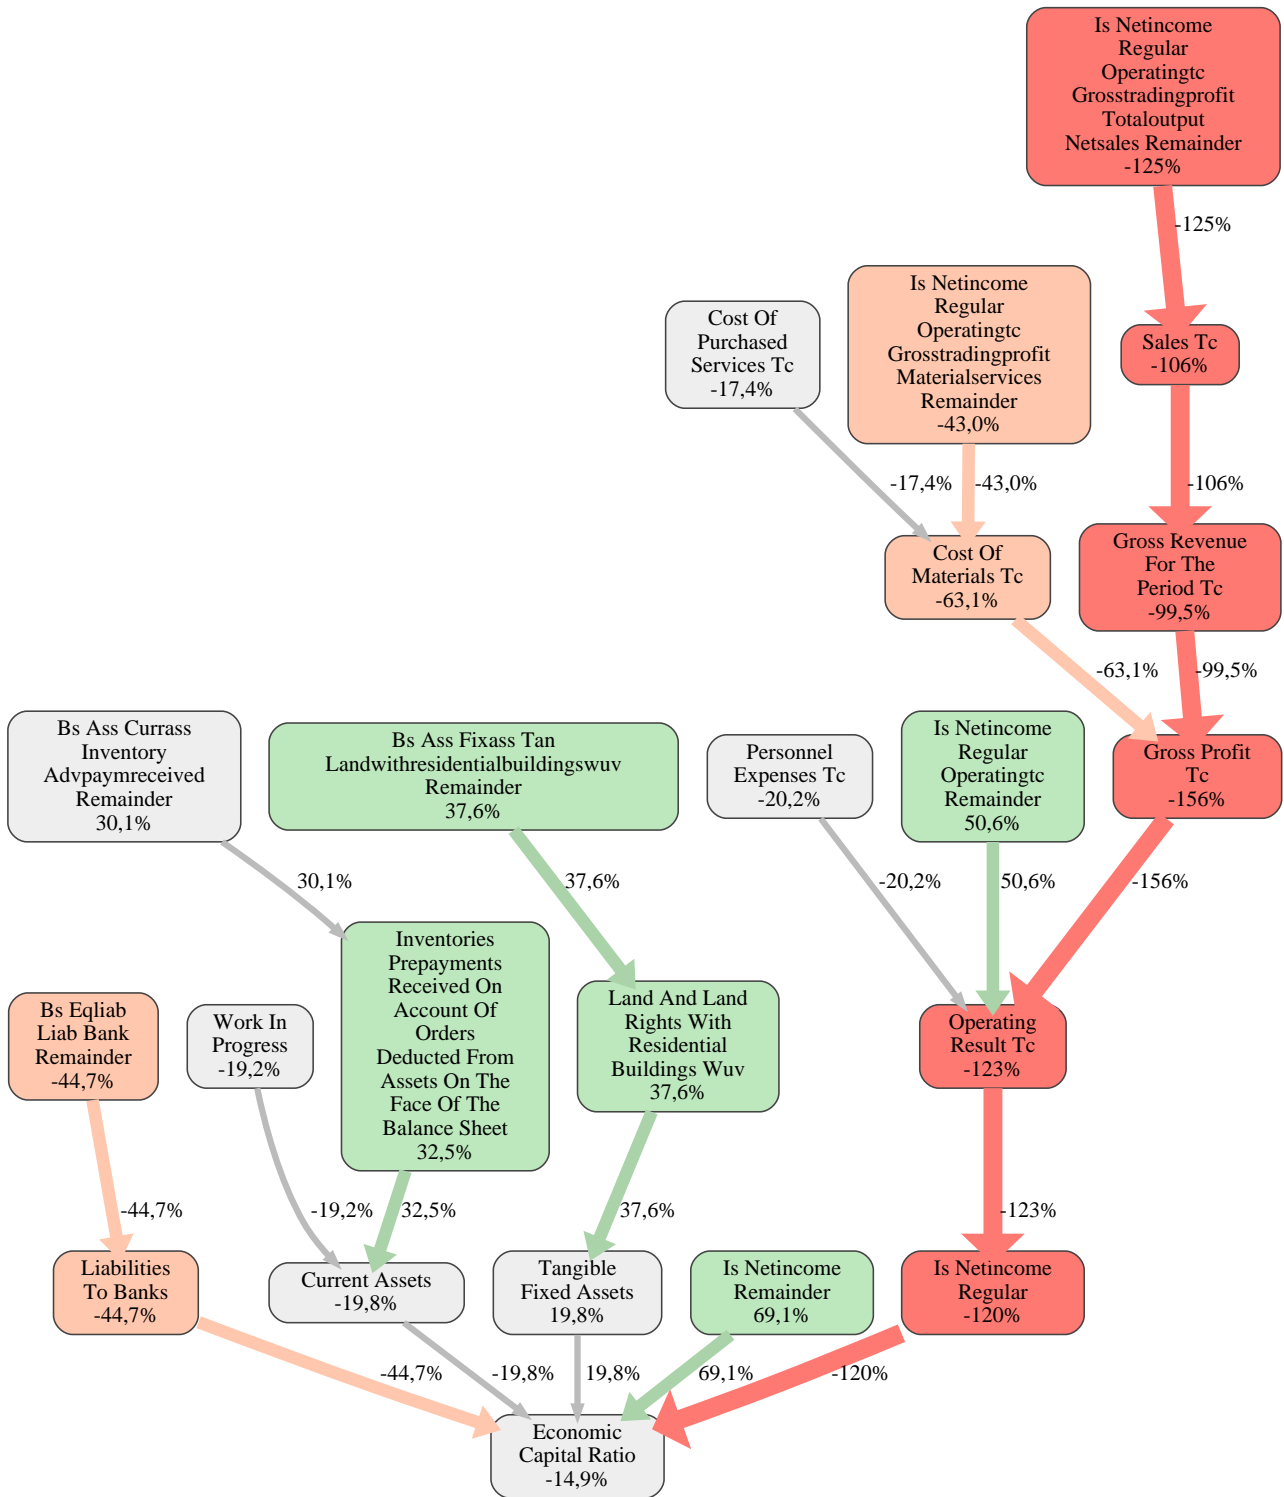 Is Netincome
Regular
Operatingtc
Grosstradingprofit
Totaloutput
Netsales Remainder
-125%
-125%
Cost Of
Purchased
Services Tc
-17,4%
Is Netincome
Regular
Operatingtc
Grosstradingprofit
Materialservices
Remainder
-43,0%
Sales Tc
-106%
-17,4%
-43,0%
-106%
Cost Of
Materials Tc
-63,1%
Gross Revenue
For The
Period Tc
-99,5%
-63,1%
-99,5%
Bs Ass Currass
Inventory
Advpaymreceived
Remainder
30,1%
Bs Ass Fixass Tan
Landwithresidentialbuildingswuv
Remainder
37,6%
Personnel
Expenses Tc
-20,2%
Is Netincome
Regular
Operatingtc
Remainder
50,6%
Gross Profit
Tc
-156%
30,1%
37,6%
-20,2%
50,6%
-156%
Bs Eqliab
Liab Bank
Remainder
-44,7%
Work In
Progress
-19,2%
Inventories
Prepayments
Received On
Account Of
Orders
Deducted From
Assets On The
Face Of The
Balance Sheet
32,5%
Land And Land
Rights With
Residential
Buildings Wuv
37,6%
Operating
Result Tc
-123%
-44,7%
-19,2%
32,5%
37,6%
-123%
Liabilities
To Banks
-44,7%
Current Assets
-19,8%
Tangible
Fixed Assets
19,8%
Is Netincome
Remainder
69,1%
Is Netincome
Regular
-120%
-44,7%
-19,8%
19,8%
69,1%
-120%
Economic
Capital Ratio
-14,9%